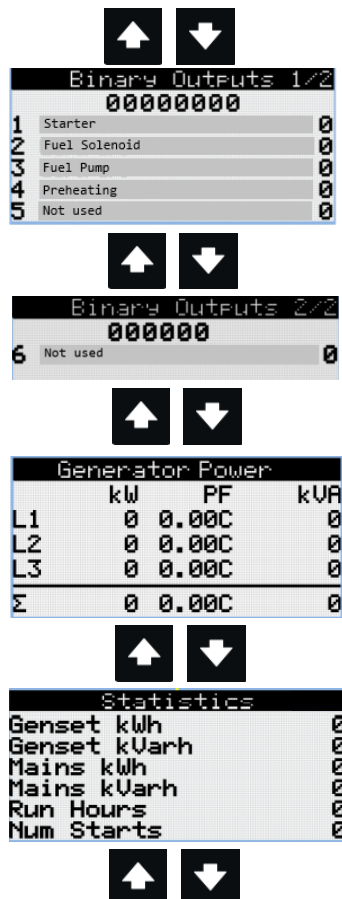 Binary Outputs 1/2
00000000
1 Starter 0
2 Fuel Solenoid 0
3 Fuel Pump 0
4 Preheating 0
5 Not used 0
Binary Outputs 2/2
000000
6 Not used 0
Generator Power
kW PF kVA
L1 0 0.00C 0
L2 0 0.00C 0
L3 0 0.00C 0
Σ 0 0.00C 0
Statistics
Genset kWh 0
Genset kVarh 0
Mains kWh 0
Mains kVarh 0
Run Hours 0
Num Starts 0